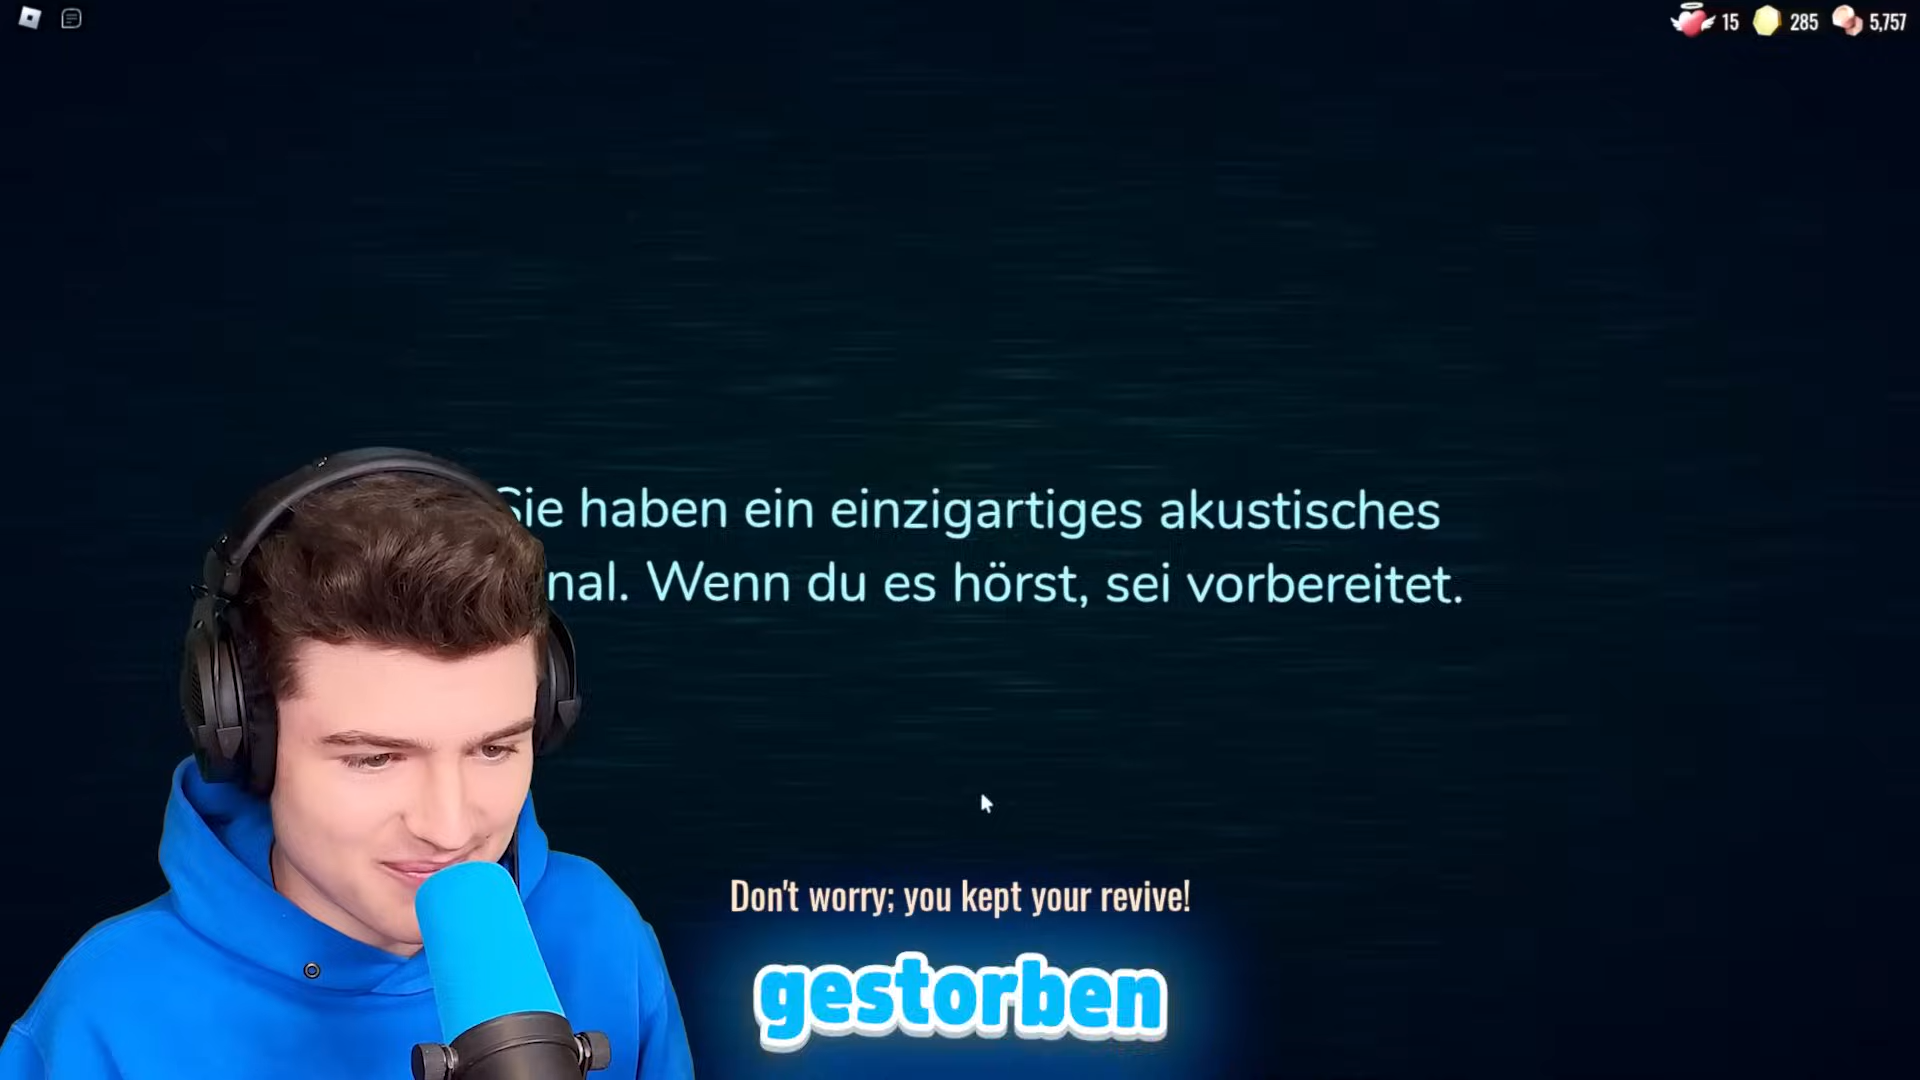 15 285 5,757
Sie haben ein einzigartiges akustisches
nal. Wenn du es hörst, sei vorbereitet.
Don't worry; you kept your revive!
gestorben